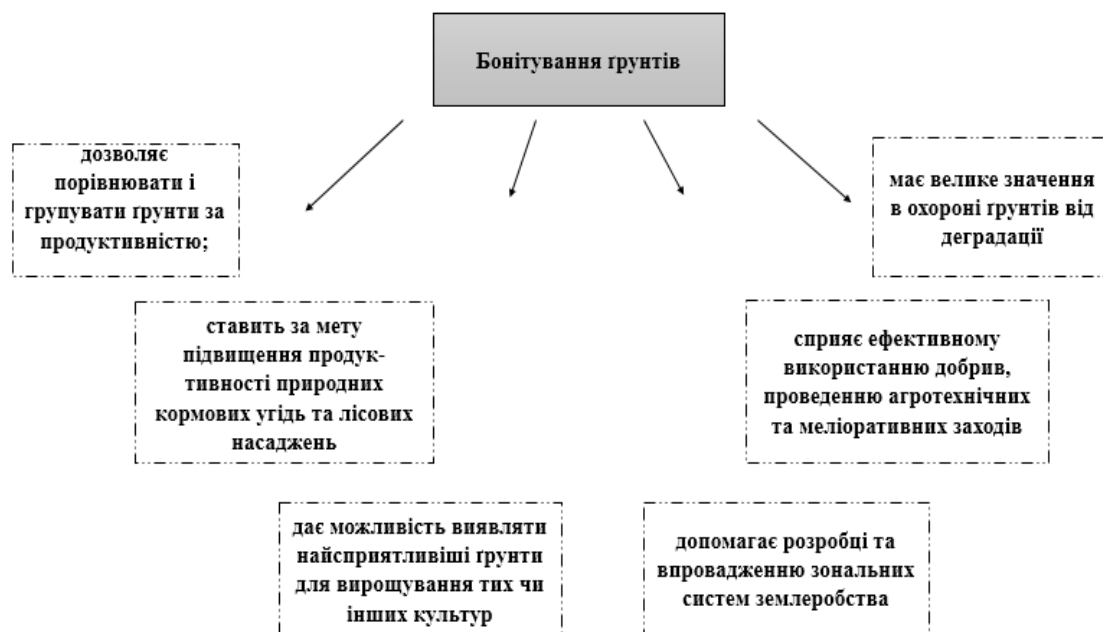 Бонітування ґрунтів
дозволяє
порівнювати і
групувати ґрунти за
продуктивністю;
має велике значення
в охороні ґрунтів від
деградації
ставить за мету
підвищення продук-
тивності природних
кормових угідь та лісових
насаджень
сприяє ефективному
використанню добрив,
проведенню агротехнічних
та меліоративних заходів
дає можливість виявляти
найсприятливіші ґрунти
для вирощування тих чи
інших культур
допомагає розробці та
впровадженню зональних
систем землеробства